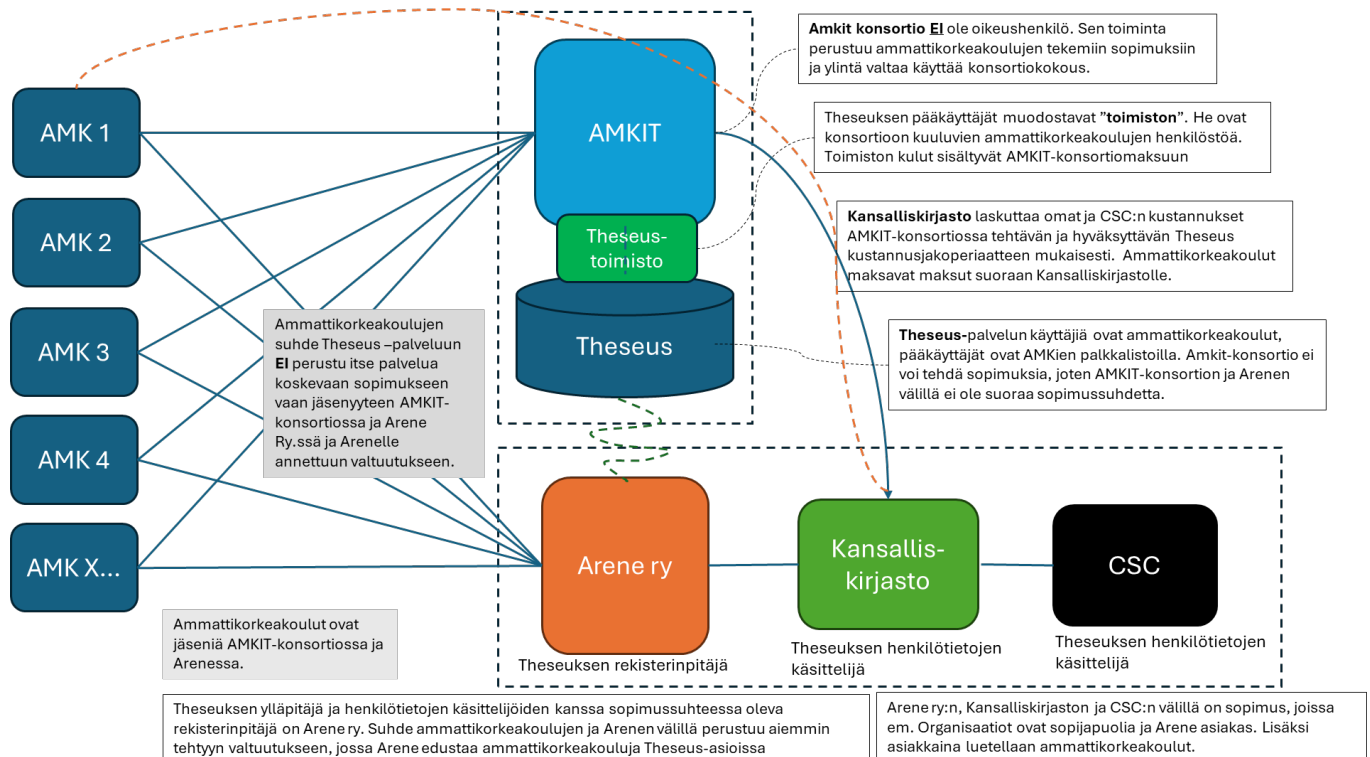 Amkit konsortio EI ole oikeushenkilö. Sen toiminta
perustuu ammattikorkeakoulujen tekemiin sopimuksiin
ja ylintä valtaa käyttää konsortiokokous.
AMK 1
AMKIT
Theseuksen pääkäyttäjät muodostavat ”toimiston”. He ovat
konsortioon kuuluvien ammattikorkeakoulujen henkilöstöä.
Toimiston kulut sisältyvät AMKIT-konsortiomaksuun
AMK 2
Theseus-
toimisto
Kansalliskirjasto laskuttaa omat ja CSC:n kustannukset
AMKIT-konsortiossa tehtävän ja hyväksyttävän Theseus
kustannusjakoperiaatteen mukaisesti. Ammattikorkeakoulut
maksavat maksut suoraan Kansalliskirjastolle.
AMK 3
Ammattikorkeakoulujen
suhde Theseus –palveluun
EI perustu itse palvelua
koskevaan sopimukseen
vaan jäsenyyteen AMKIT-
konsortiossa ja Arene
Ry.ssä ja Arenelle
annettuun valtuutukseen.
Theseus
Theseus-palvelun käyttäjiä ovat ammattikorkeakoulut,
pääkäyttäjät ovat AMKien palkkalistoilla. Amkit-konsortio ei
voi tehdä sopimuksia, joten AMKIT-konsortion ja Arenen
välillä ei ole suoraa sopimussuhdetta.
AMK 4
AMK X...
Arene ry
Kansallis-
kirjasto
CSC
Ammattikorkeakoulut ovat
jäseniä AMKIT-konsortiossa ja
Arenessa.
Theseuksen rekisterinpitäjä
Theseuksen henkilötietojen
käsittelijä
Theseuksen henkilötietojen
käsittelijä
Theseuksen ylläpitäjä ja henkilötietojen käsittelijöiden kanssa sopimussuhteessa oleva
rekisterinpitäjä on Arene ry. Suhde ammattikorkeakoulujen ja Arenen välillä perustuu aiemmin
tehtyyn valtuutukseen, jossa Arene edustaa ammattikorkeakouluja Theseus-asioissa
Arene ry:n, Kansalliskirjaston ja CSC:n välillä on sopimus, joissa
em. Organisaatiot ovat sopijapuolia ja Arene asiakas. Lisäksi
asiakkaina luetellaan ammattikorkeakoulut.